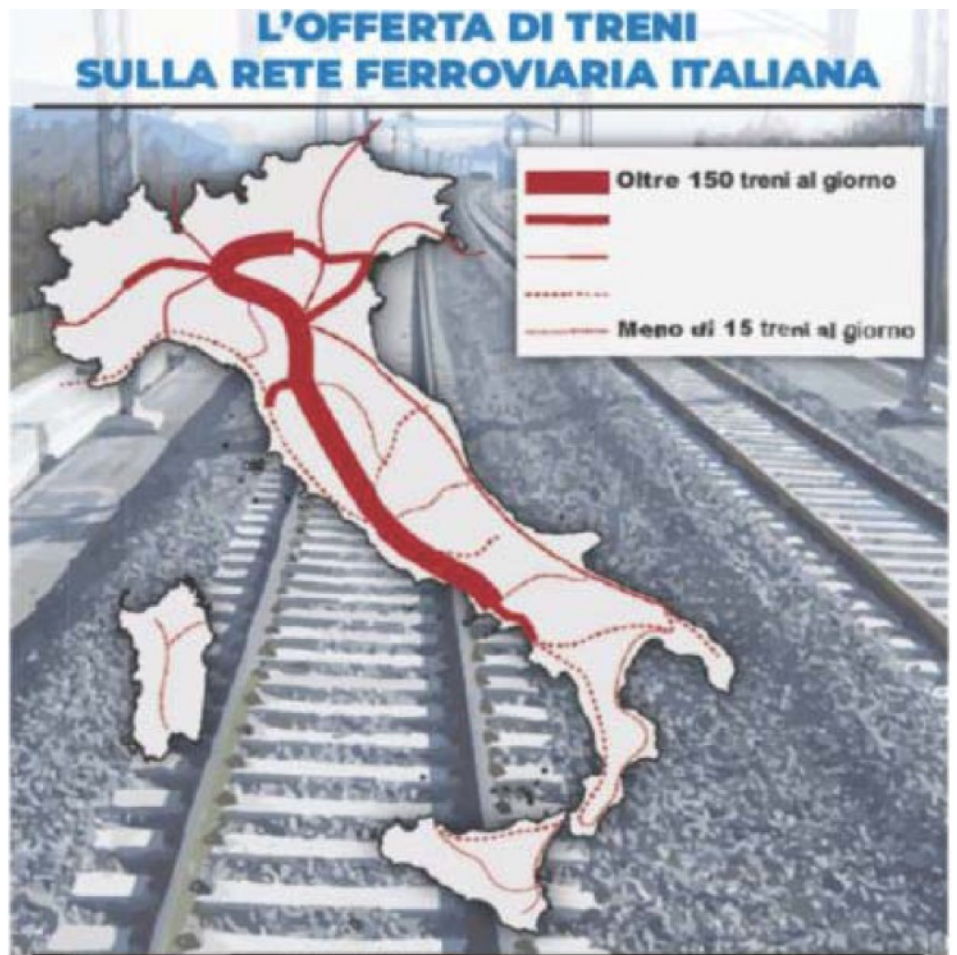 L'OFFERTA DI TRENI
SULLA RETE FERROVIARIA ITALIANA
Oltre 150 treni al giorno
Meno di 15 treni al giorno